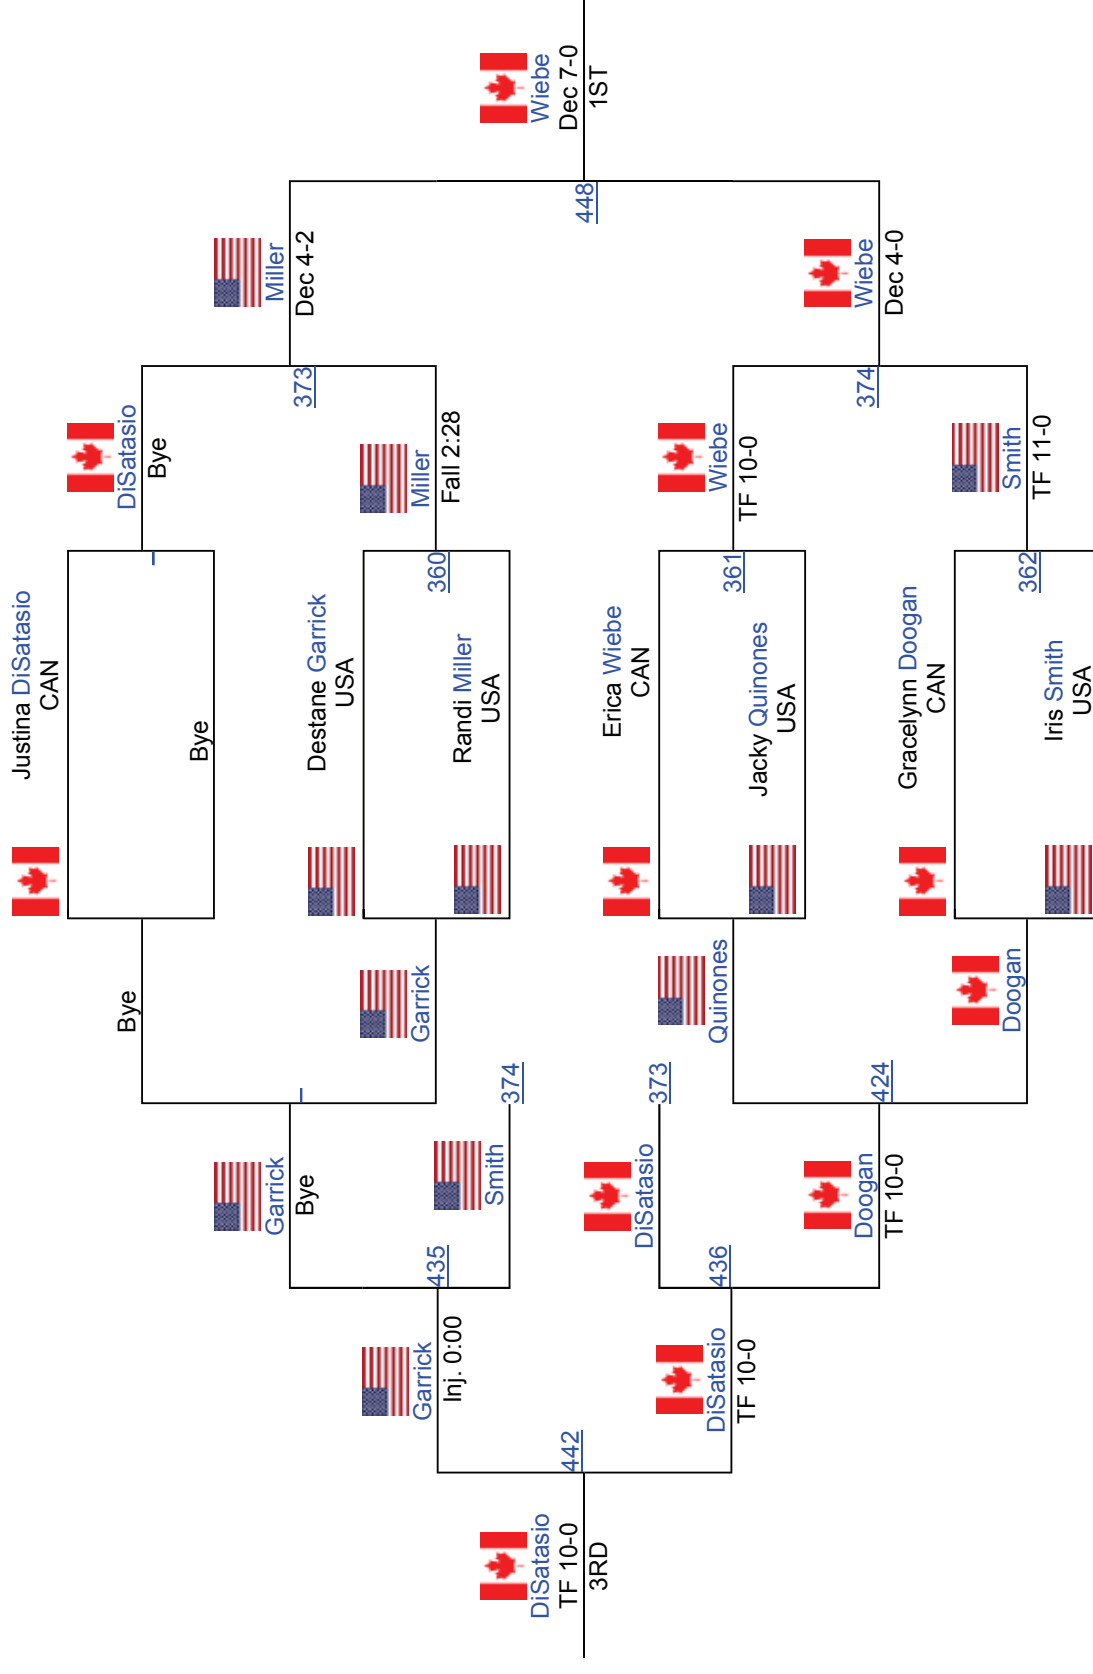 Wiebe
Dec 7-0
1ST
448
Miller
Dec 4-2
Wiebe
Dec 4-0
373
374
DiSatasio
Bye
Miller
Fall 2:28
Wiebe
TF 10-0
Smith
TF 11-0
Justina DiSatasio
CAN
Bye
Destane Garrick
USA
Randi Miller
USA
360
Erica Wiebe
CAN
Jacky Quinones
USA
361
Gracelynn Doogan
CAN
Iris Smith
USA
362
Bye
Garrick
Quinones
Doogan
374
373
424
Garrick
Bye
Smith
DiSatasio
Doogan
TF 10-0
435
436
Garrick
Inj. 0:00
DiSatasio
TF 10-0
442
DiSatasio
TF 10-0
3RD